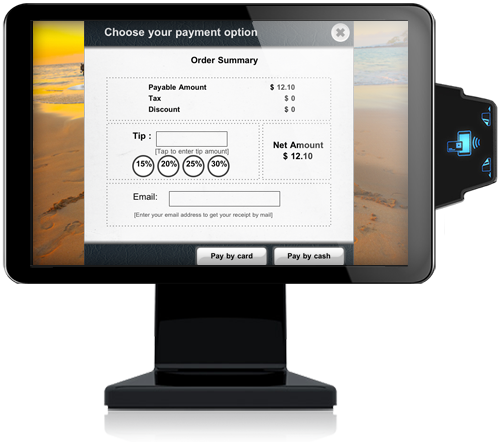 Choose your payment option
Order Summary
Payable Amount $ 12.10
Tax $ 0
Discount $ 0
Tip :
[Tap to enter tip amount]
15% 20% 25% 30%
Net Amount
$ 12.10
Email:
[Enter your email address to get your receipt by mail]
Pay by card Pay by cash